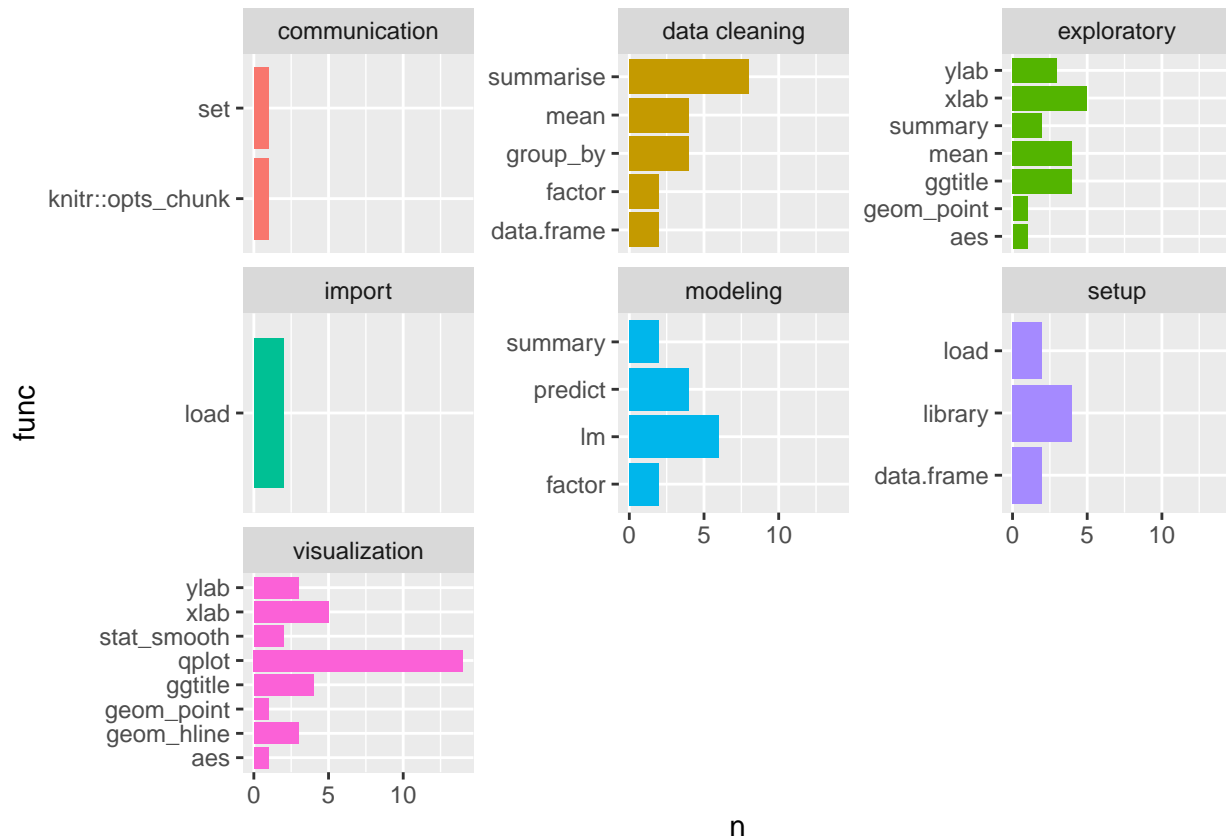 communication
set
knitr::opts_chunk
data cleaning
summarise
mean
group_by
factor
data.frame
exploratory
ylab
xlab
summary
mean
ggtitle
geom_point
aes
import
load
modeling
summary
predict
lm
factor
0 5 10
setup
load
library
data.frame
0 5 10
visualization
ylab
xlab
stat_smooth
qplot
ggtitle
geom_point
geom_hline
aes
0 5 10
func
n